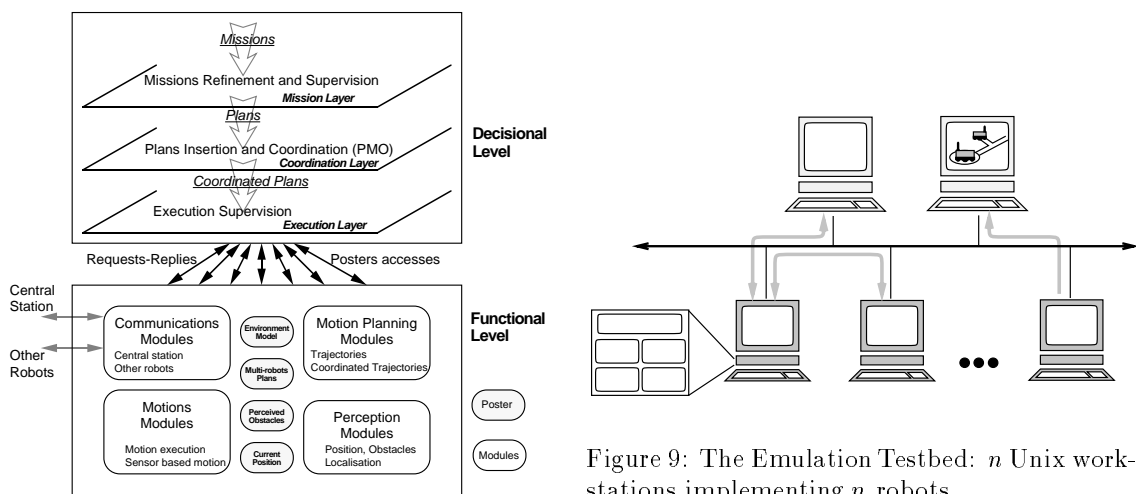 Missions
Missions Refinement and Supervision
Mission Layer
Plans
Plans Insertion and Coordination (PMO)
Coordination Layer
Coordinated Plans
Execution Supervision
Execution Layer
Decisional
Level
Requests-Replies
Posters accesses
Central
Station
Other
Robots
Communications
Modules
Central station
Other robots
Environment
Model
Multi-robots
Plans
Perceived
Obstacles
Current
Position
Motion Planning
Modules
Trajectories
Coordinated Trajectories
Motions
Modules
Motion execution
Sensor based motion
Perception
Modules
Position, Obstacles
Localisation
Functional
Level
Poster
Modules
Figure 9: The Emulation Testbed: n Unix work-
stations implementing n robots